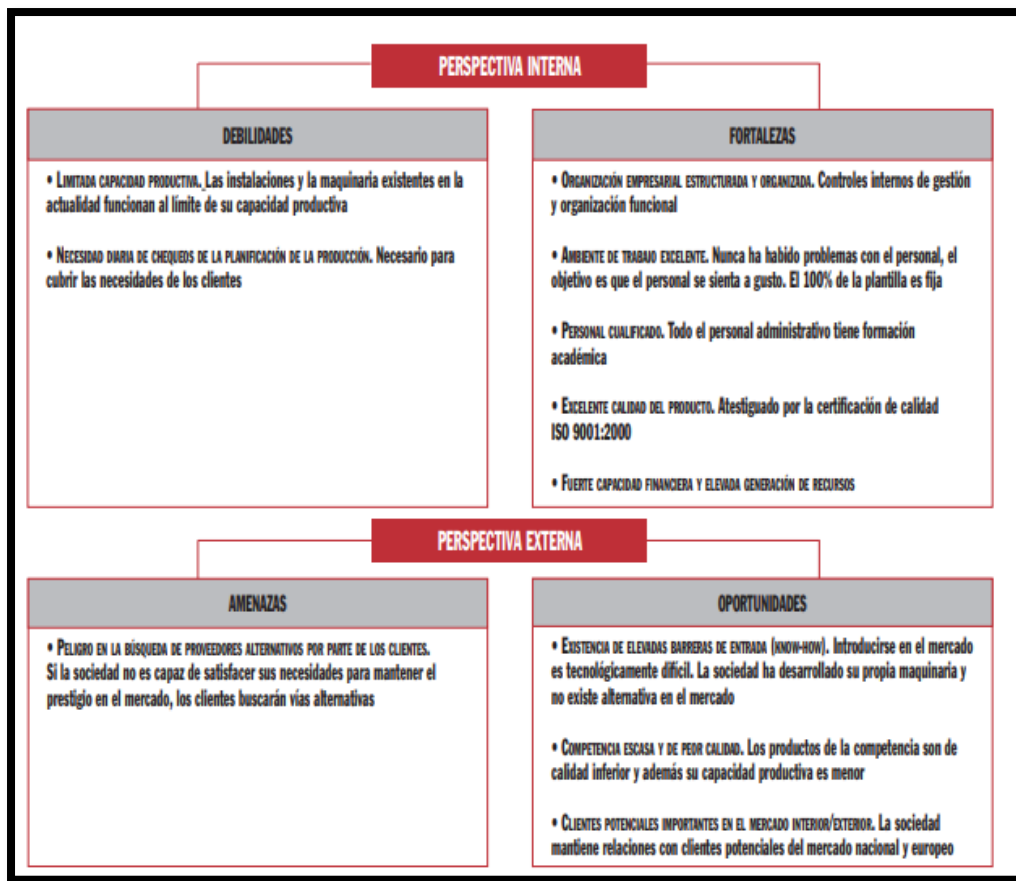 PERSPECTIVA INTERNA
DEBILIDADES
• LIMITADA CAPACIDAD PRODUCTIVA. Las instalaciones y la maquinaria existentes en la
actualidad funcionan al límite de su capacidad productiva
• NECESIDAD DIARIA DE CHEQUEOS DE LA PLANIFICACIÓN DE LA PRODUCCIÓN. Necesario para
cubrir las necesidades de los clientes
FORTALEZAS
• ORGANIZACIÓN EMPRESARIAL ESTRUCTURADA Y ORGANIZADA. Controles internos de gestión
y organización funcional
• AMBIENTE DE TRABAJO EXCELENTE. Nunca ha habido problemas con el personal, el
objetivo es que el personal se sienta a gusto. El 100% de la plantilla es fija
• PERSONAL CUALIFICADO. Todo el personal administrativo tiene formación
académica
• EXCELENTE CALIDAD DEL PRODUCTO. Atestiguado por la certificación de calidad
ISO 9001:2000
• FUERTE CAPACIDAD FINANCIERA Y ELEVADA GENERACIÓN DE RECURSOS
PERSPECTIVA EXTERNA
AMENAZAS
• PELIGRO EN LA BÚSQUEDA DE PROVEEDORES ALTERNATIVOS POR PARTE DE LOS CLIENTES.
Si la sociedad no es capaz de satisfacer sus necesidades para mantener el
prestigio en el mercado, los clientes buscarán vías alternativas
OPORTUNIDADES
• EXISTENCIA DE ELEVADAS BARRERAS DE ENTRADA (KNOW-HOW). Introducirse en el mercado
es tecnológicamente difícil. La sociedad ha desarrollado su propia maquinaria y
no existe alternativa en el mercado
• COMPETENCIA ESCASA Y DE PEOR CALIDAD. Los productos de la competencia son de
calidad inferior y además su capacidad productiva es menor
• CLIENTES POTENCIALES IMPORTANTES EN EL MERCADO INTERIOR/EXTERIOR. La sociedad
mantiene relaciones con clientes potenciales del mercado nacional y europeo